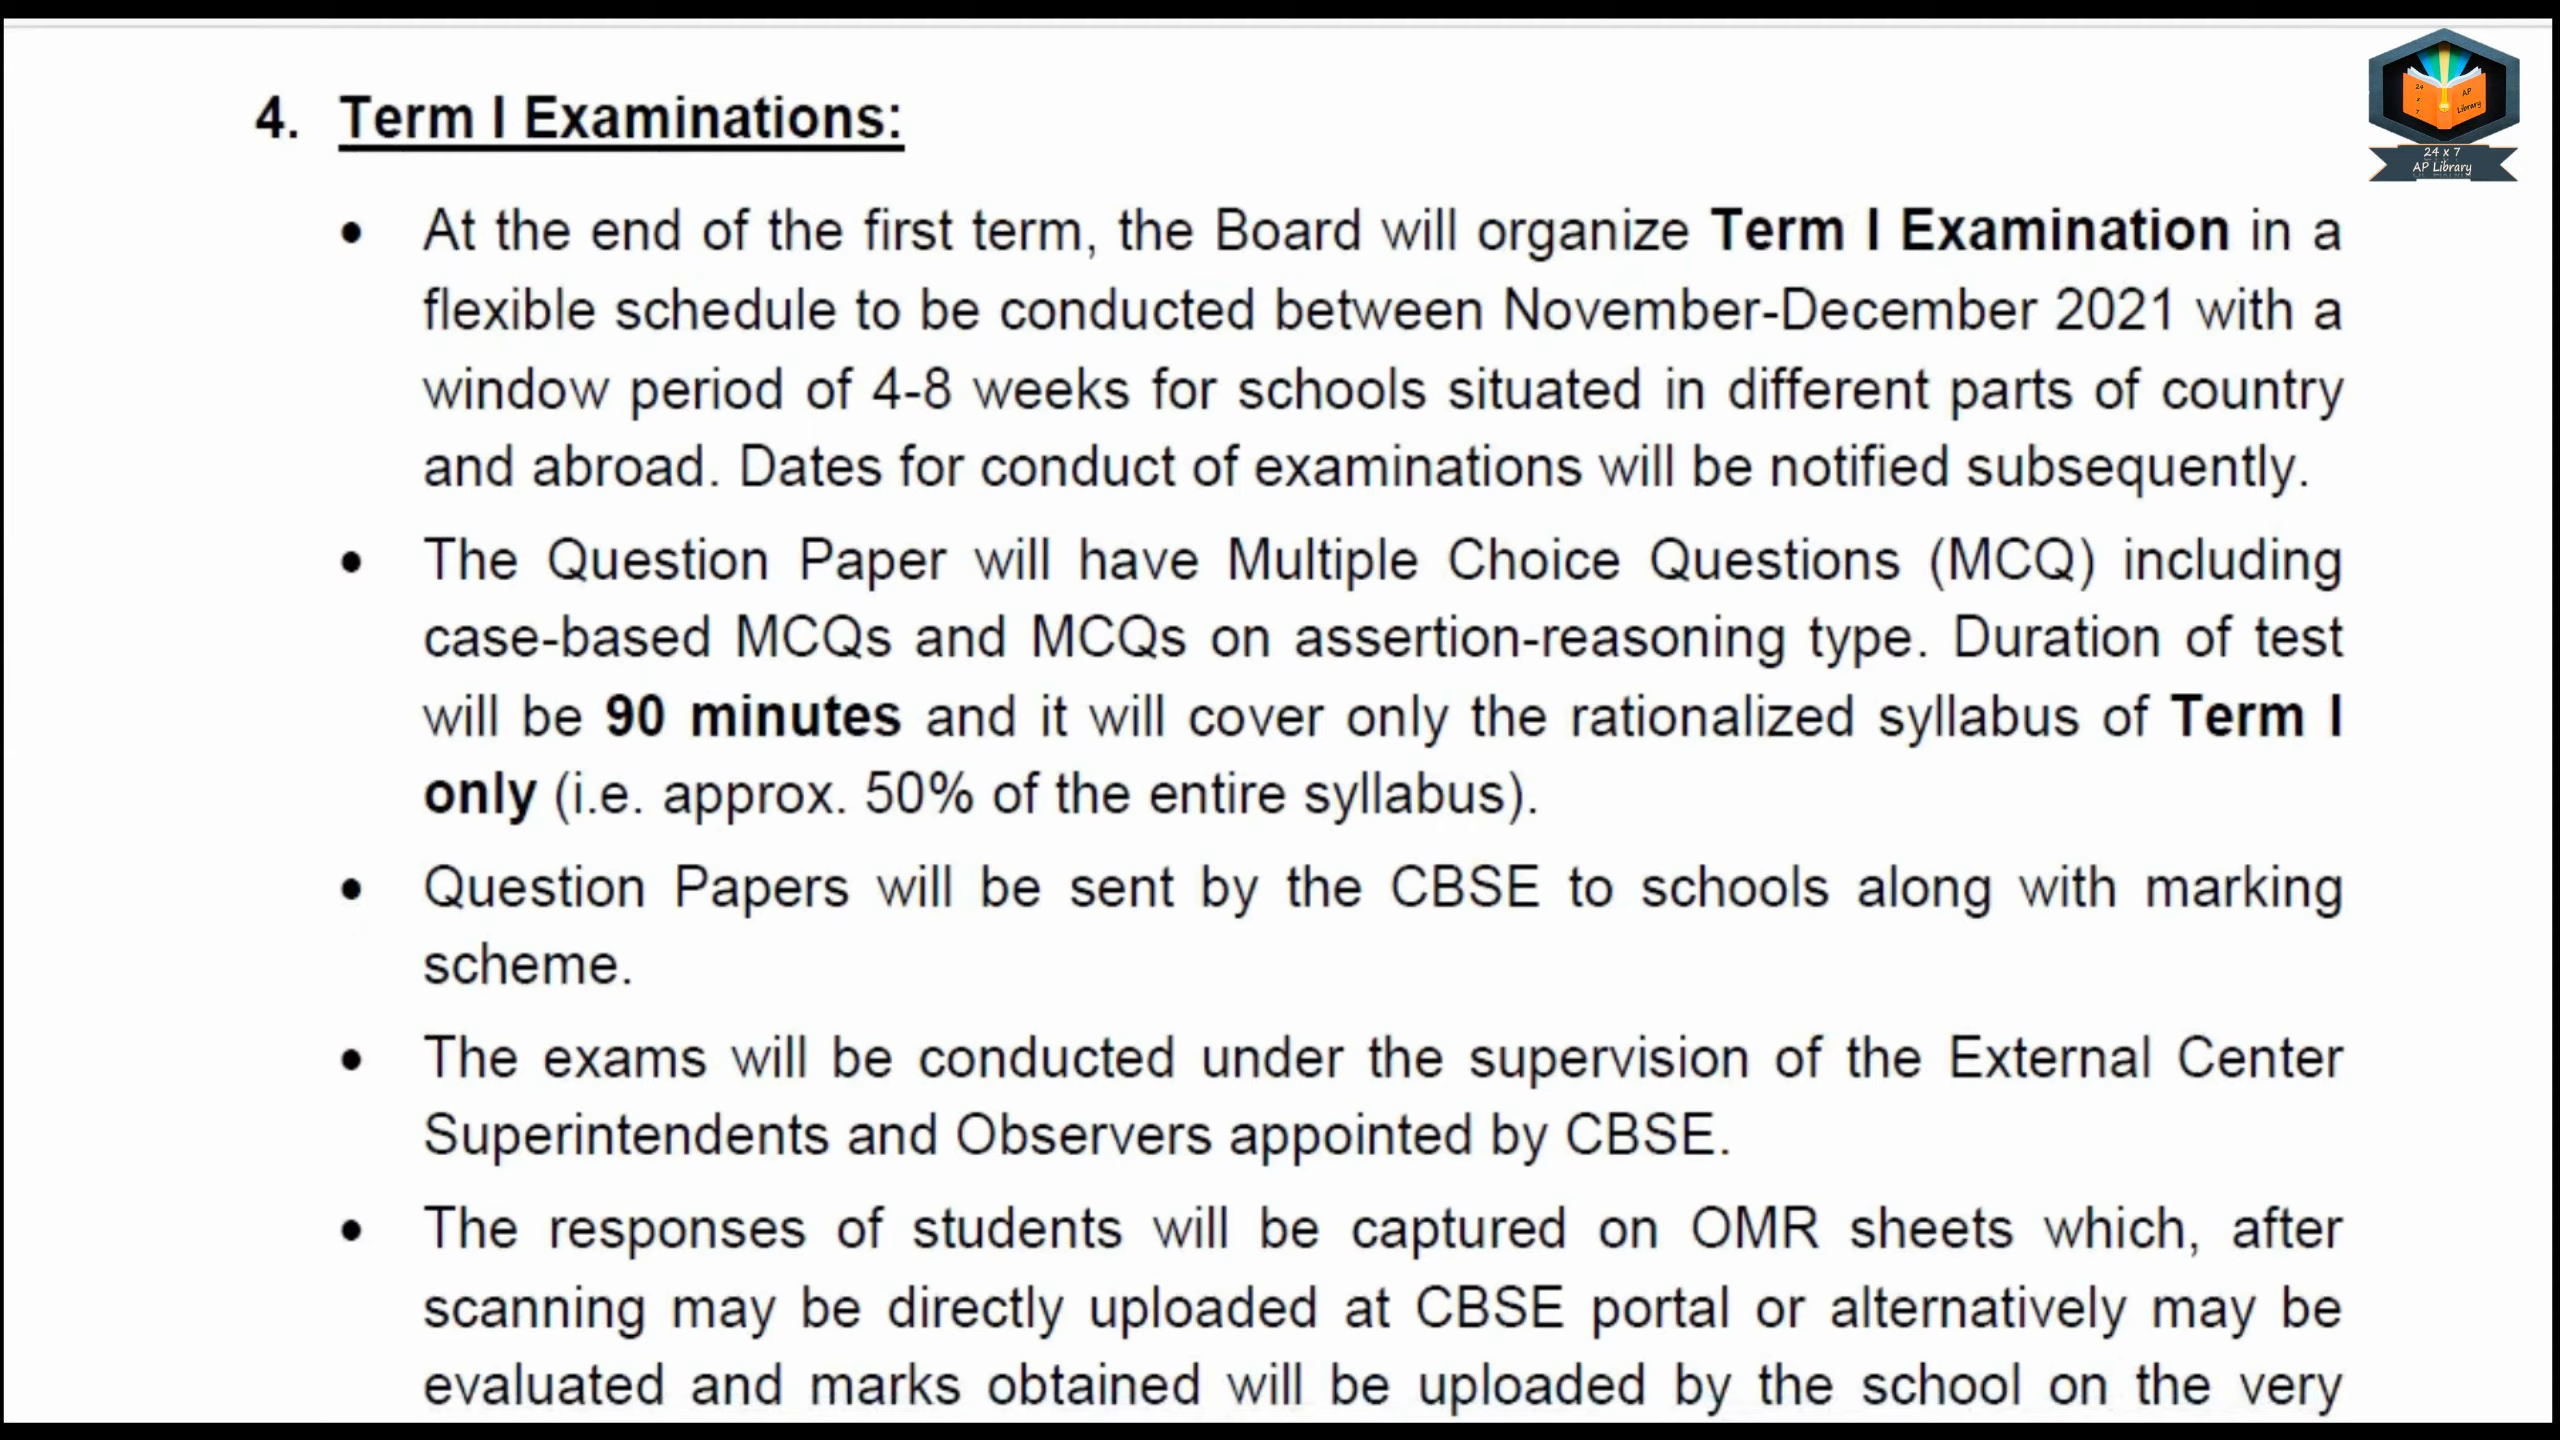 4. Term I Examinations:
• At the end of the first term, the Board will organize Term I Examination in a
flexible schedule to be conducted between November-December 2021 with a
window period of 4-8 weeks for schools situated in different parts of country
and abroad. Dates for conduct of examinations will be notified subsequently.
• The Question Paper will have Multiple Choice Questions (MCQ) including
case-based MCQs and MCQs on assertion-reasoning type. Duration of test
will be 90 minutes and it will cover only the rationalized syllabus of Term I
only (i.e. approx. 50% of the entire syllabus).
• Question Papers will be sent by the CBSE to schools along with marking
scheme.
• The exams will be conducted under the supervision of the External Center
Superintendents and Observers appointed by CBSE.
• The responses of students will be captured on OMR sheets which, after
scanning may be directly uploaded at CBSE portal or alternatively may be
evaluated and marks obtained will be uploaded by the school on the very
24
x
7
AP
Library
24 x 7
AP Library